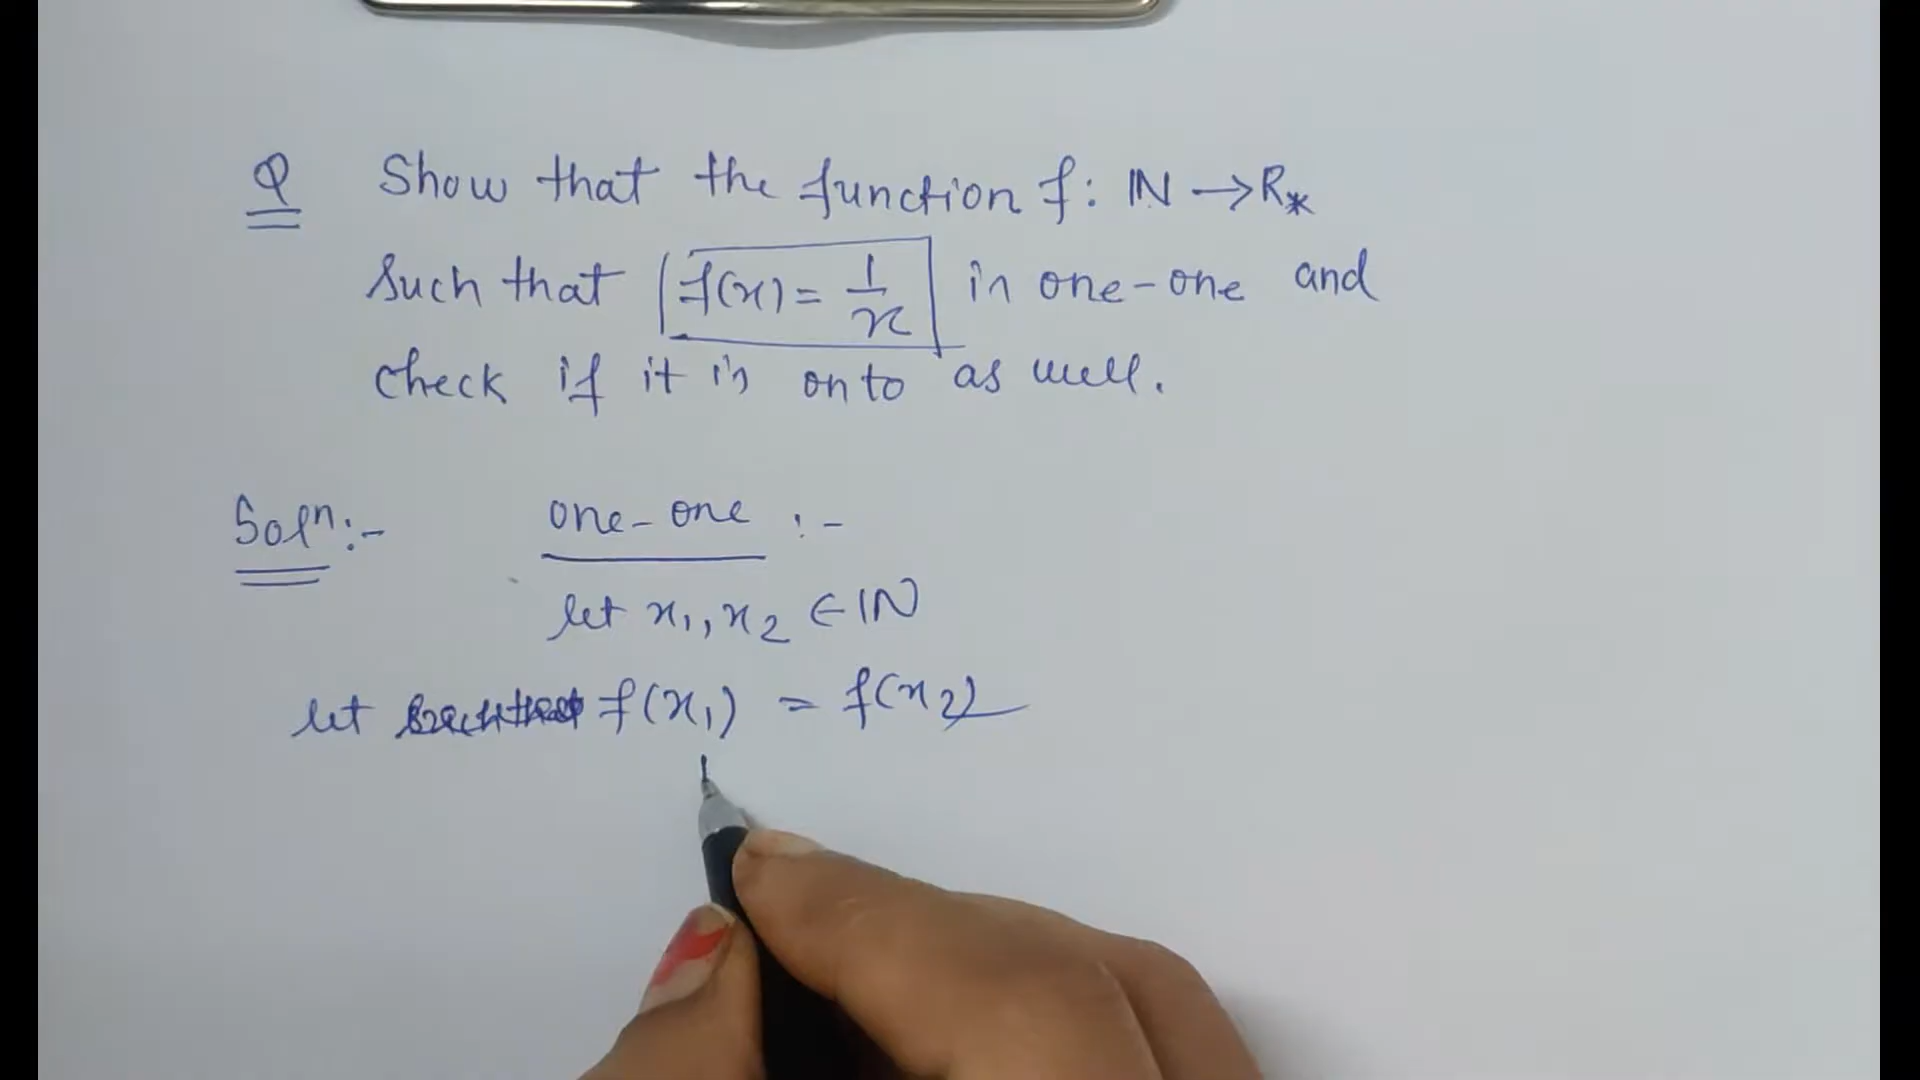 Q Show that the function f: ℕ → R*
such that f(x) = 1/x is one-one and
check if it is onto as well.
Solⁿ:- one-one :-
let x₁, x₂ ∈ ℕ
let f(x₁) = f(x₂)